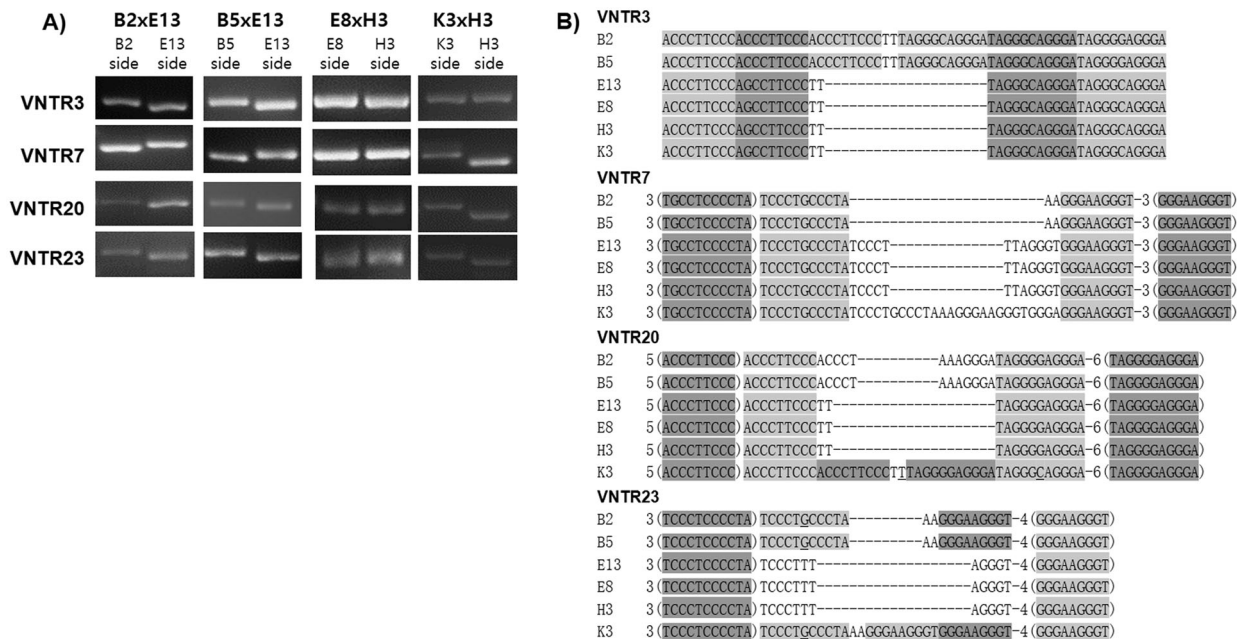 A)
B2xE13 B5xE13 E8xH3 K3xH3
B2 side E13 side B5 side E13 side E8 side H3 side K3 side H3 side
VNTR3
VNTR7
VNTR20
VNTR23
B)
VNTR3
B2 ACCCTTCCCACCCTTCCCACCCTTCCCTTTAGGGCAGGGATAGGGCAGGGATAGGGGAGGGA
B5 ACCCTTCCCACCCTTCCCACCCTTCCCTTTAGGGCAGGGATAGGGCAGGGATAGGGGAGGGA
E13 ACCCTTCCCAGCCTTCCCTT--------------------TAGGGCAGGGATAGGGCAGGGA
E8 ACCCTTCCCAGCCTTCCCTT--------------------TAGGGCAGGGATAGGGCAGGGA
H3 ACCCTTCCCAGCCTTCCCTT--------------------TAGGGCAGGGATAGGGCAGGGA
K3 ACCCTTCCCAGCCTTCCCTT--------------------TAGGGCAGGGATAGGGCAGGGA
VNTR7
B2 3(TGCCTCCCCTA)TCCCTGCCCTA------------------------AAGGGAAGGGT-3(GGGAAGGGT)
B5 3(TGCCTCCCCTA)TCCCTGCCCTA------------------------AAGGGAAGGGT-3(GGGAAGGGT)
E13 3(TGCCTCCCCTA)TCCCTGCCCTATCCCT--------------TTAGGGTGGGAAGGGT-3(GGGAAGGGT)
E8 3(TGCCTCCCCTA)TCCCTGCCCTATCCCT--------------TTAGGGTGGGAAGGGT-3(GGGAAGGGT)
H3 3(TGCCTCCCCTA)TCCCTGCCCTATCCCT--------------TTAGGGTGGGAAGGGT-3(GGGAAGGGT)
K3 3(TGCCTCCCCTA)TCCCTGCCCTATCCCTGCCCTAAAGGGAAGGGTGGGAGGGAAGGGT-3(GGGAAGGGT)
VNTR20
B2 5(ACCCTTCCC)ACCCTTCCCACCCT----------AAAGGGATAGGGGAGGGA-6(TAGGGGAGGGA)
B5 5(ACCCTTCCC)ACCCTTCCCACCCT----------AAAGGGATAGGGGAGGGA-6(TAGGGGAGGGA)
E13 5(ACCCTTCCC)ACCCTTCCCTT--------------------TAGGGGAGGGA-6(TAGGGGAGGGA)
E8 5(ACCCTTCCC)ACCCTTCCCTT--------------------TAGGGGAGGGA-6(TAGGGGAGGGA)
H3 5(ACCCTTCCC)ACCCTTCCCTT--------------------TAGGGGAGGGA-6(TAGGGGAGGGA)
K3 5(ACCCTTCCC)ACCCTTCCCACCCTTCCCTTTAGGGGAGGGATAGGGCAGGGA-6(TAGGGGAGGGA)
VNTR23
B2 3(TCCCTCCCCTA)TCCCTGCCCTA---------AAGGGAAGGGT-4(GGGAAGGGT)
B5 3(TCCCTCCCCTA)TCCCTGCCCTA---------AAGGGAAGGGT-4(GGGAAGGGT)
E13 3(TCCCTCCCCTA)TCCCTTT-------------------AGGGT-4(GGGAAGGGT)
E8 3(TCCCTCCCCTA)TCCCTTT-------------------AGGGT-4(GGGAAGGGT)
H3 3(TCCCTCCCCTA)TCCCTTT-------------------AGGGT-4(GGGAAGGGT)
K3 3(TCCCTCCCCTA)TCCCTGCCCTAAAGGGAAGGGTGGGAAGGGT-4(GGGAAGGGT)